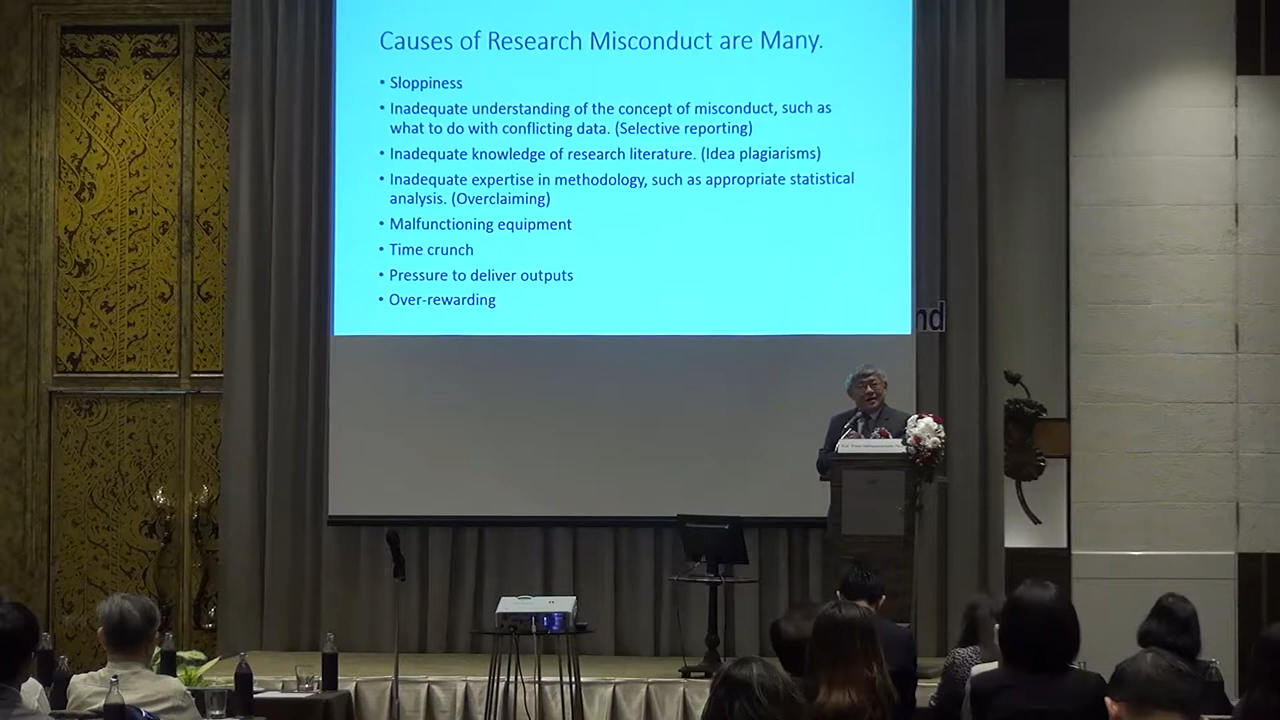 Causes of Research Misconduct are Many.
• Sloppiness
• Inadequate understanding of the concept of misconduct, such as
what to do with conflicting data. (Selective reporting)
• Inadequate knowledge of research literature. (Idea plagiarisms)
• Inadequate expertise in methodology, such as appropriate statistical
analysis. (Overclaiming)
• Malfunctioning equipment
• Time crunch
• Pressure to deliver outputs
• Over-rewarding
nd